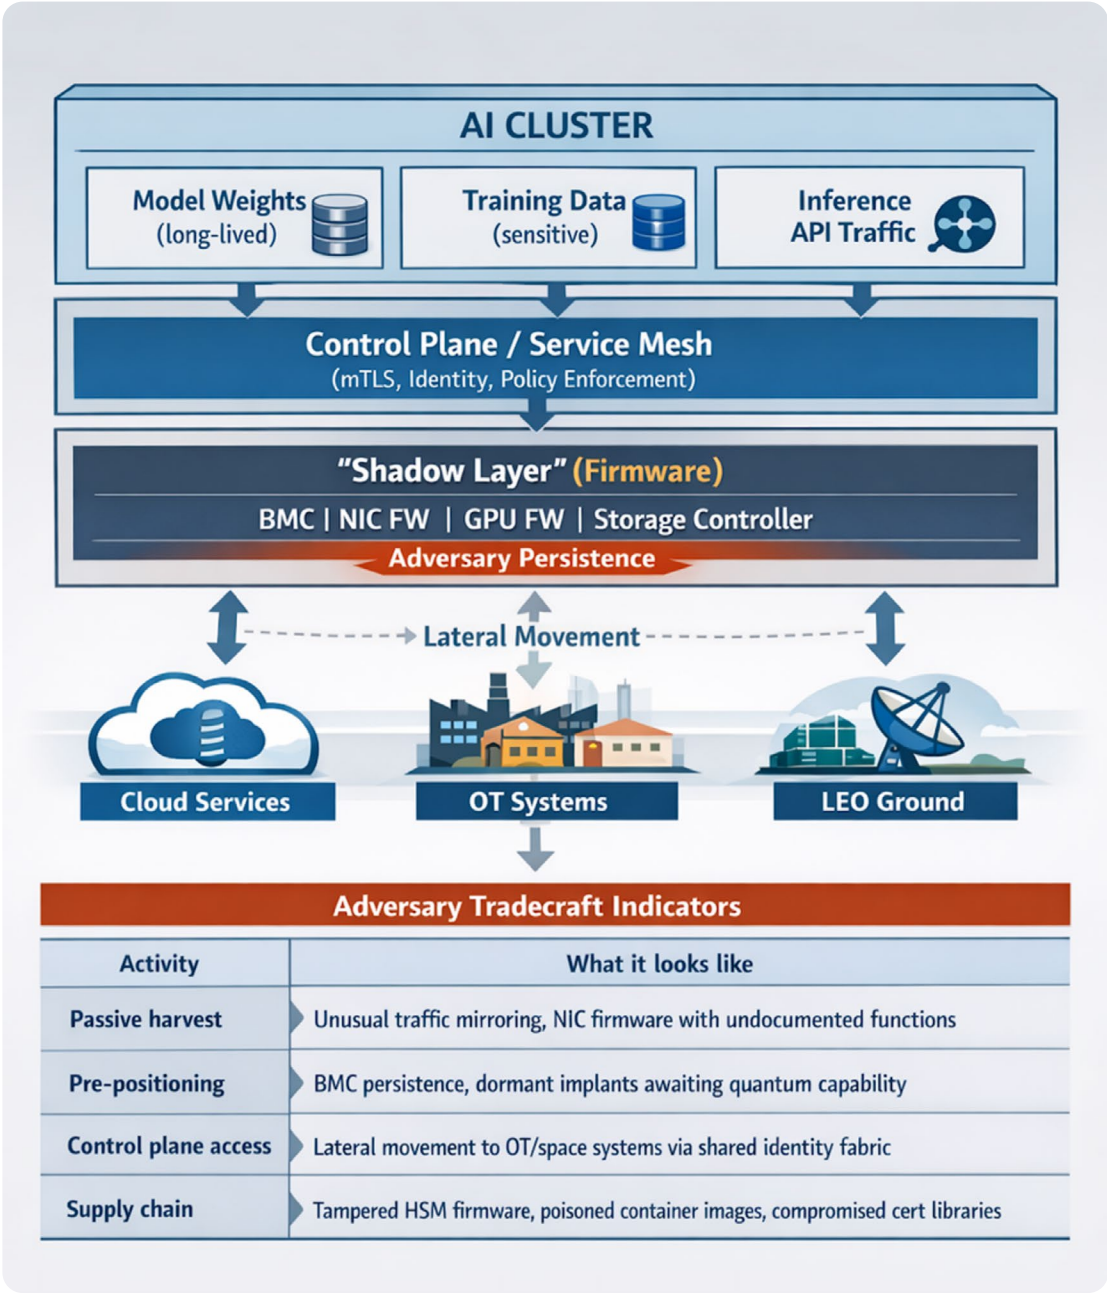 AI CLUSTER
Model Weights
(long-lived)
Training Data
(sensitive)
Inference
API Traffic
Control Plane / Service Mesh
(mTLS, Identity, Policy Enforcement)
“Shadow Layer” (Firmware)
BMC | NIC FW | GPU FW | Storage Controller
Adversary Persistence
Lateral Movement
Cloud Services
OT Systems
LEO Ground
Adversary Tradecraft Indicators
Activity
What it looks like
Passive harvest
Unusual traffic mirroring, NIC firmware with undocumented functions
Pre-positioning
BMC persistence, dormant implants awaiting quantum capability
Control plane access
Lateral movement to OT/space systems via shared identity fabric
Supply chain
Tampered HSM firmware, poisoned container images, compromised cert libraries